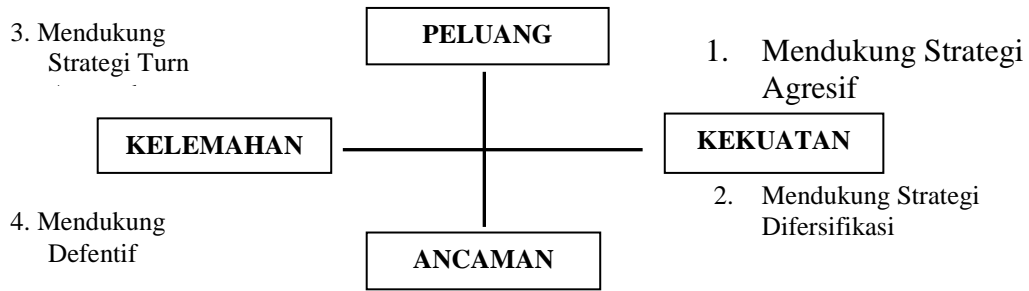 3. Mendukung
Strategi Turn
PELUANG
1. Mendukung Strategi
Agresif
KELEMAHAN
KEKUATAN
4. Mendukung
Defentif
ANCAMAN
2. Mendukung Strategi
Difersifikasi